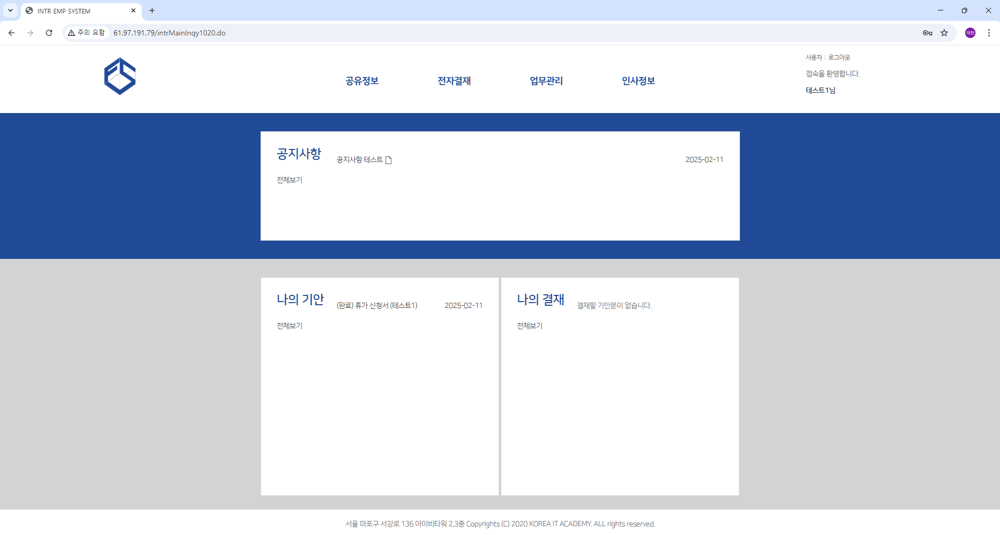 INTR EMP SYSTEM
주의 요함 61.97.191.79/intrMainInqy1020.do
태현
사용자 | 로그아웃
접속을 환영합니다.
테스트1님
공유정보 전자결재 업무관리 인사정보
공지사항 공지사항 테스트 2025-02-11
전체보기
나의 기안 (완료) 휴가 신청서 (테스트1) 2025-02-11
전체보기
나의 결재 결재할 기안문이 없습니다.
전체보기
서울 마포구 서강로 136 아이비타워 2,3층 Copyrights (C) 2020 KOREA IT ACADEMY. ALL rights reserved.